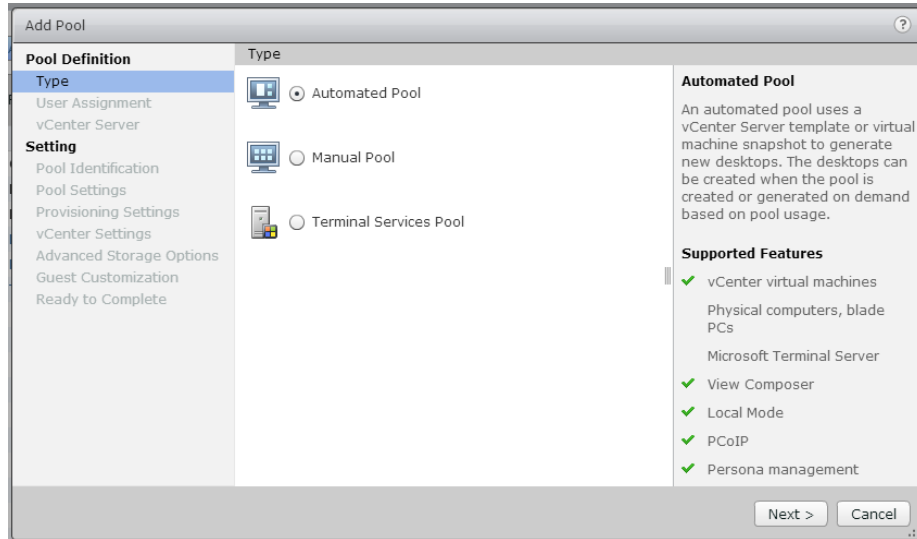 Add Pool
?
Pool Definition
Type
User Assignment
vCenter Server
Setting
Pool Identification
Pool Settings
Provisioning Settings
vCenter Settings
Advanced Storage Options
Guest Customization
Ready to Complete
Type
Automated Pool
Manual Pool
Terminal Services Pool
Automated Pool
An automated pool uses a
vCenter Server template or virtual
machine snapshot to generate
new desktops. The desktops can
be created when the pool is
created or generated on demand
based on pool usage.
Supported Features
vCenter virtual machines
Physical computers, blade
PCs
Microsoft Terminal Server
View Composer
Local Mode
PCoIP
Persona management
Next >
Cancel